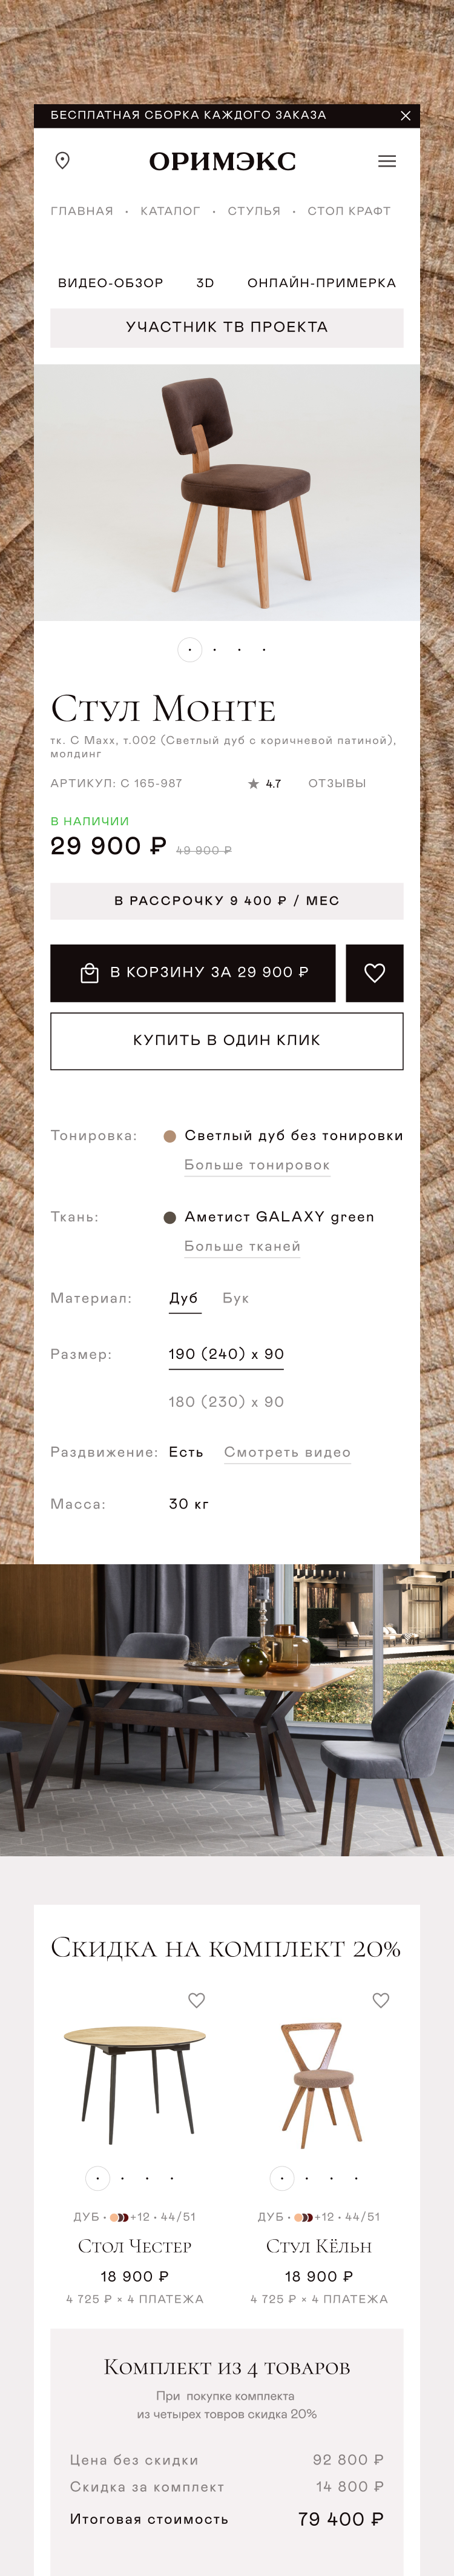 БЕСПЛАТНАЯ СБОРКА КАЖДОГО ЗАКАЗА
ОРИМЭКС
ГЛАВНАЯ • КАТАЛОГ • СТУЛЬЯ • СТОЛ КРАФТ
ВИДЕО-ОБЗОР 3D ОНЛАЙН-ПРИМЕРКА
УЧАСТНИК ТВ ПРОЕКТА
Стул Монте
тк. С Maxx, т.002 (Светлый дуб с коричневой патиной),
молдинг
АРТИКУЛ: С 165-987 ★ 4.7 ОТЗЫВЫ
В НАЛИЧИИ
29 900 ₽ 49 900 ₽
В РАССРОЧКУ 9 400 ₽ / МЕС
В КОРЗИНУ ЗА 29 900 ₽
КУПИТЬ В ОДИН КЛИК
Тонировка: Светлый дуб без тонировки
Больше тонировок
Ткань: Аметист GALAXY green
Больше тканей
Материал: Дуб Бук
Размер: 190 (240) х 90
180 (230) х 90
Раздвижение: Есть Смотреть видео
Масса: 30 кг
Скидка на комплект 20%
ДУБ • +12 • 44/51 ДУБ • +12 • 44/51
Стол Честер Стул Кёльн
18 900 ₽ 18 900 ₽
4 725 ₽ × 4 ПЛАТЕЖА 4 725 ₽ × 4 ПЛАТЕЖА
Комплект из 4 товаров
При покупке комплекта
из четырех товров скидка 20%
Цена без скидки 92 800 ₽
Скидка за комплект 14 800 ₽
Итоговая стоимость 79 400 ₽